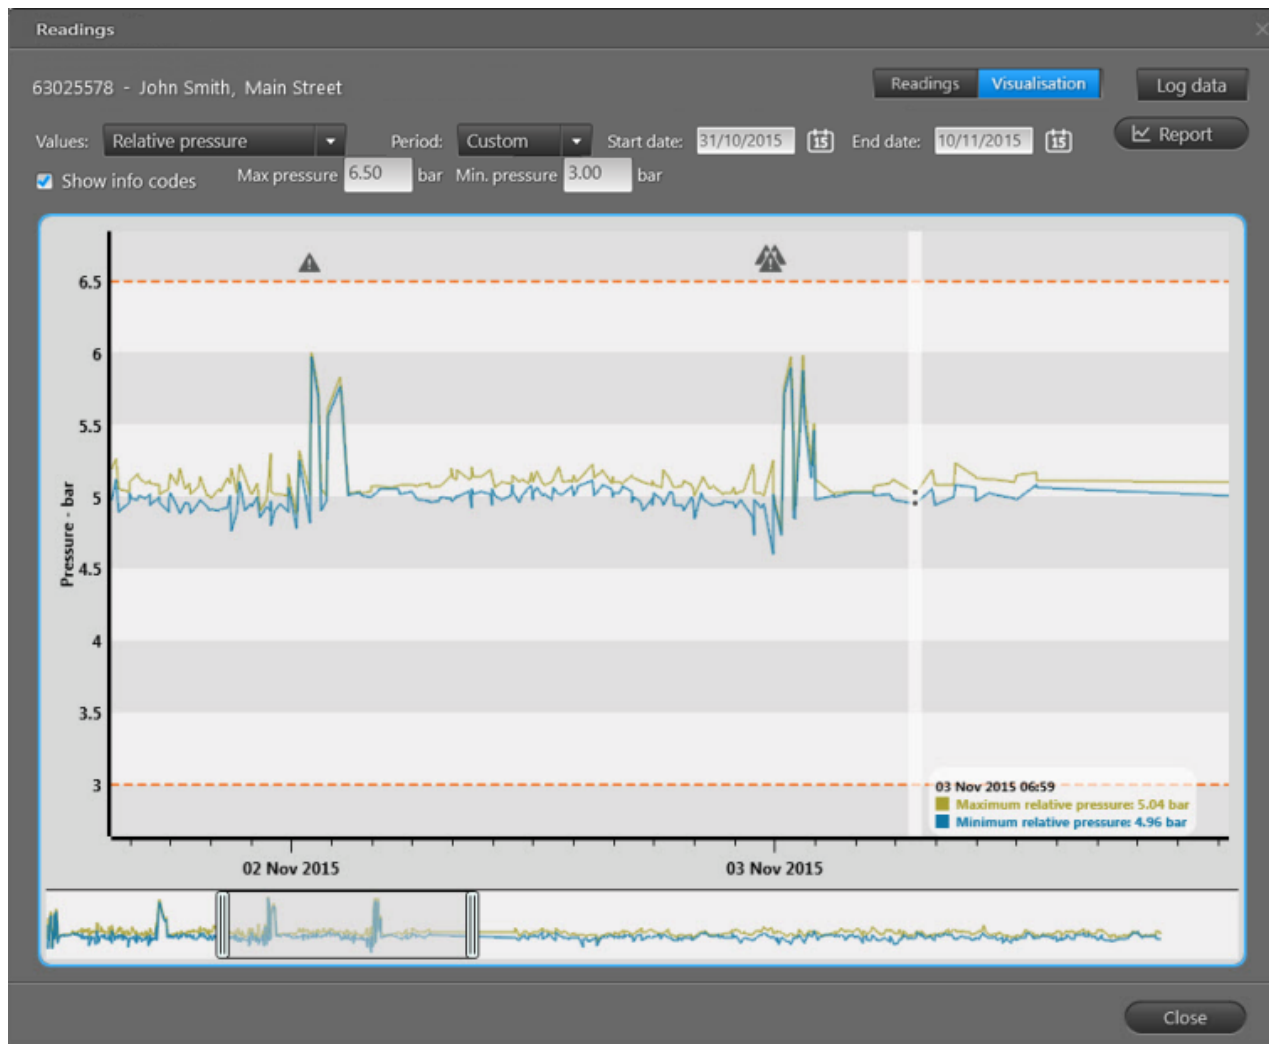 Readings
63025578 - John Smith, Main Street
Readings Visualisation Log data
Values: Relative pressure Period: Custom Start date: 31/10/2015 15 End date: 10/11/2015 15 Report
Show info codes Max pressure 6.50 bar Min. pressure 3.00 bar
6.5
6
5.5
5
4.5
4
3.5
3
Pressure - bar
03 Nov 2015 06:59
Maximum relative pressure: 5.04 bar
Minimum relative pressure: 4.96 bar
02 Nov 2015 03 Nov 2015
Close